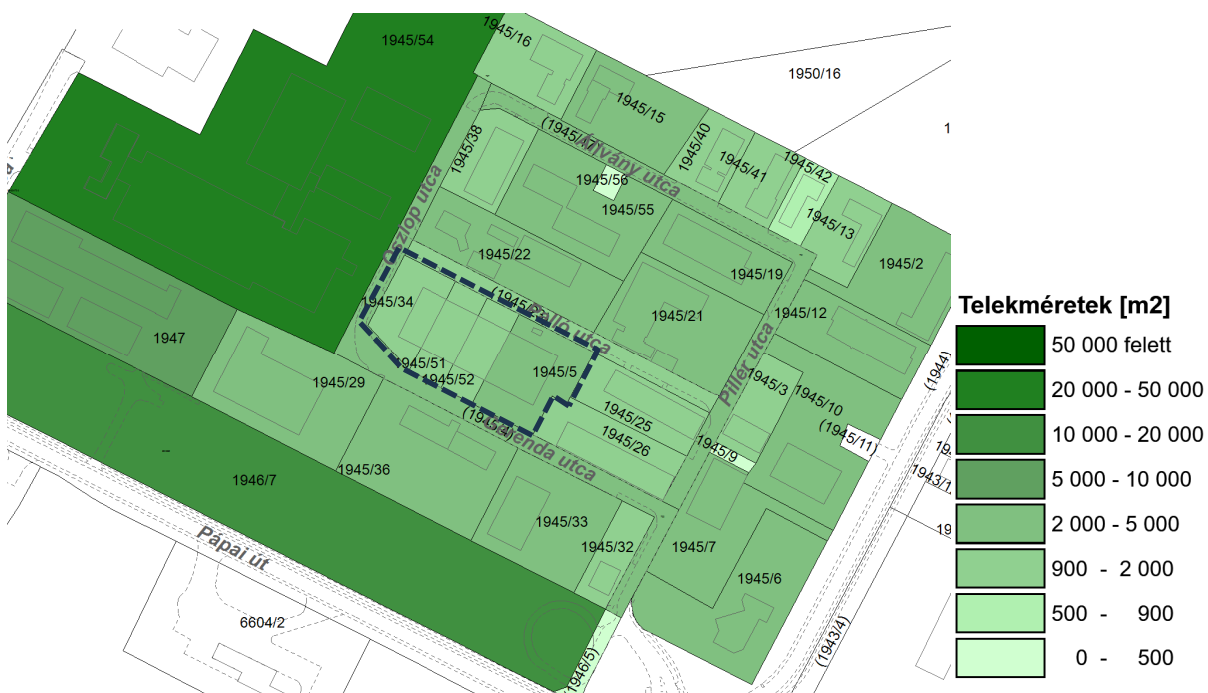 1945/54
1945/16
1950/16
1945/15
(1945/47)
Állvány utca
1945/40
1945/41
1945/42
1945/38
1945/56
1945/55
1945/13
Oszlop utca
1945/22
1945/19
1945/2
1945/34
Palló utca
1945/21
1945/12
1947
1945/51
1945/52
1945/5
Pillér utca
(1944)
1945/29
1945/3
1945/10
1945/25
(1945/11)
Gerenda utca
1945/26
1945/9
1945/36
1946/7
1945/33
1945/32
1945/7
1945/6
Pápai út
6604/2
(1943/4)
(1946/5)
Telekméretek [m2]
50 000 felett
20 000 - 50 000
10 000 - 20 000
5 000 - 10 000
2 000 - 5 000
900 - 2 000
500 - 900
0 - 500